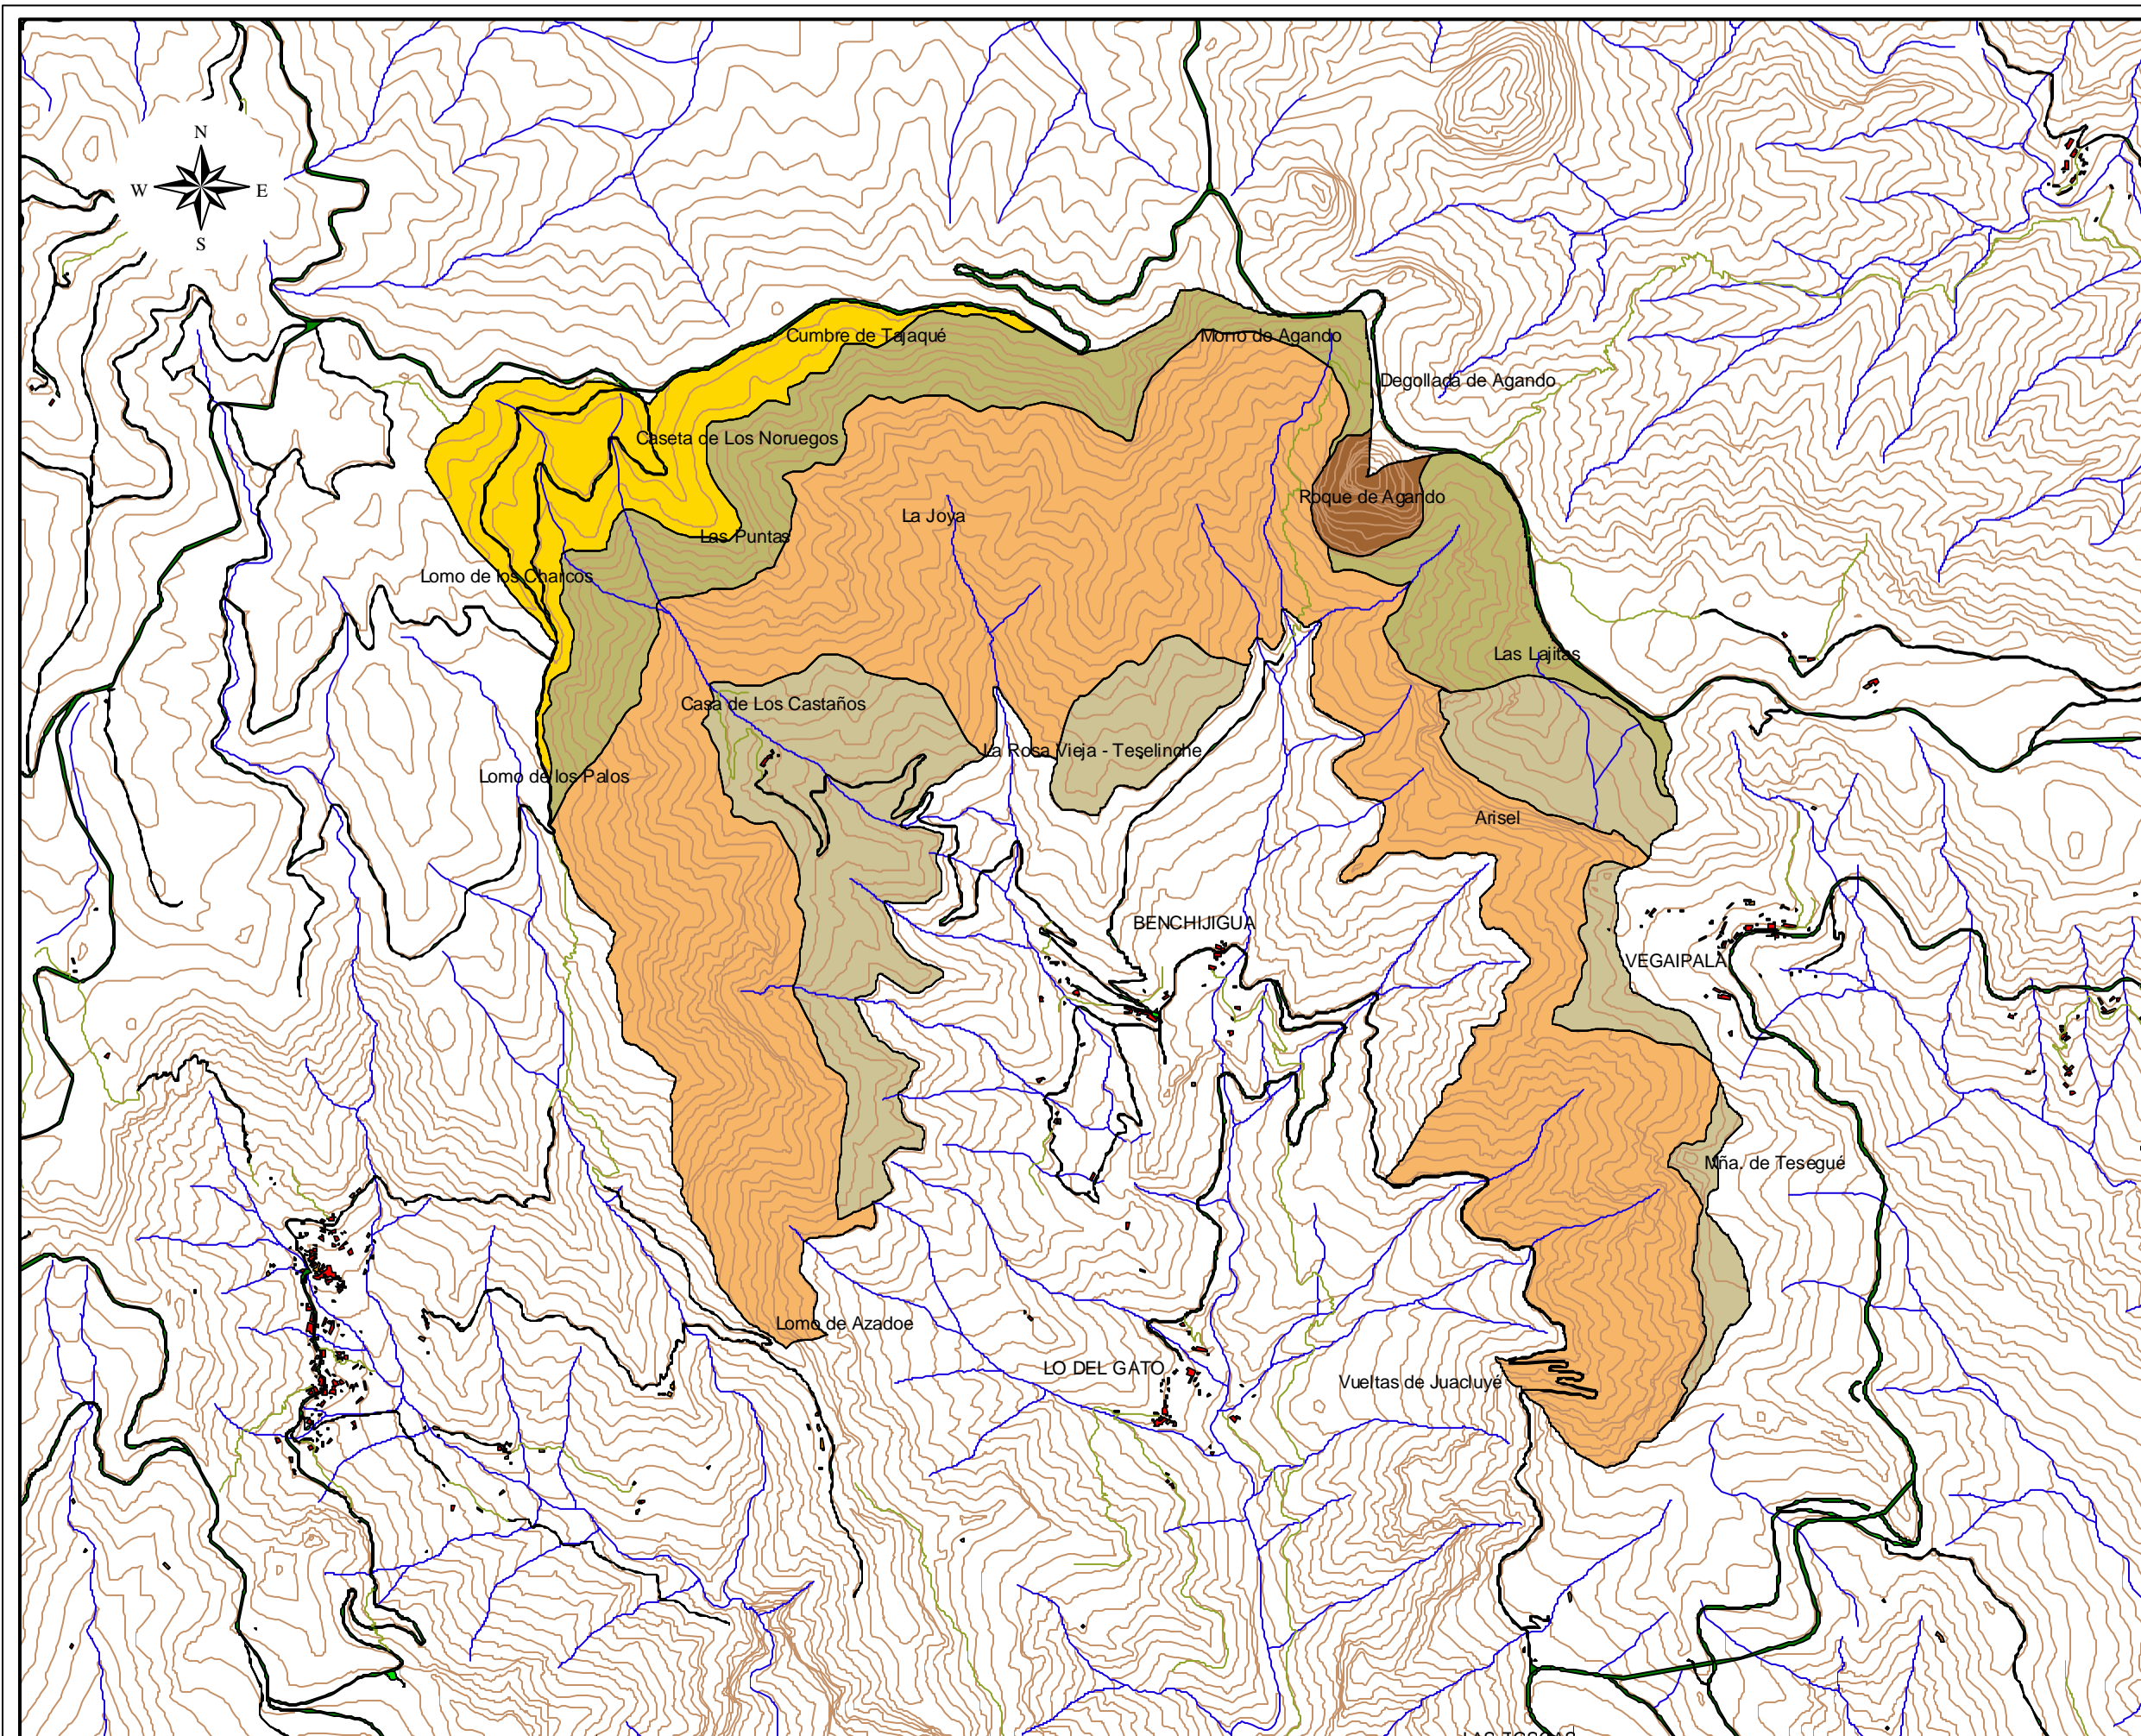 N
W E
S
Cumbre de Tajaqué
Morro de Agando
Degollada de Agando
Caseta de Los Noruegos
Roque de Agando
La Joya
Las Puntas
Lomo de los Charcos
Las Lajitas
Casa de Los Castaños
La Rosa Vieja - Teselinche
Lomo de los Palos
Arisel
BENCHIJIGUA
VEGAIPALA
Mña. de Tesegué
Lomo de Azadoe
LO DEL GATO
Vueltas de Juacluyé